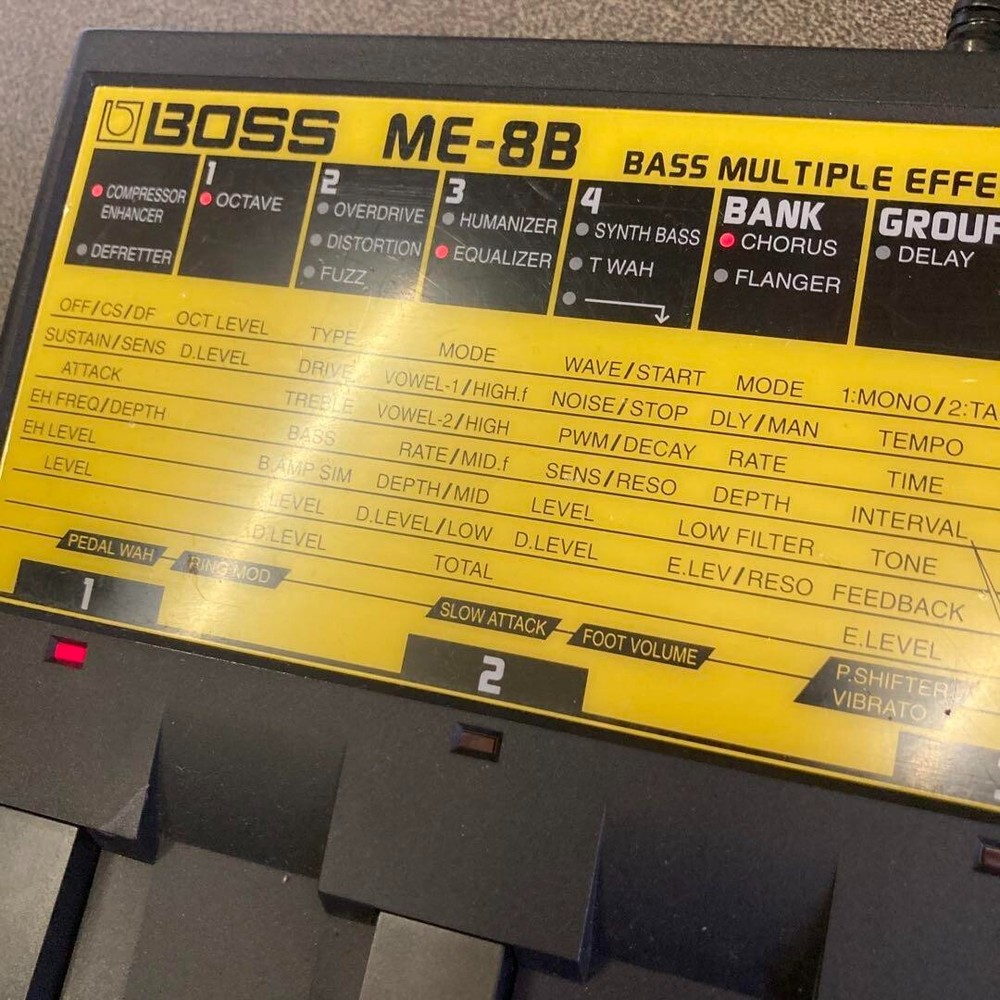 BOSS ME-8B BASS MULTIPLE EFFE
1 2 3 4 BANK GROUP
COMPRESSOR
ENHANCER
DEFRETTER
OCTAVE
OVERDRIVE
DISTORTION
FUZZ
HUMANIZER
EQUALIZER
SYNTH BASS
T WAH
CHORUS
FLANGER
DELAY
OFF/CS/DF OCT LEVEL TYPE MODE WAVE/START MODE 1:MONO/2:TA
SUSTAIN/SENS D.LEVEL DRIVE VOWEL-1/HIGH.f NOISE/STOP DLY/MAN TEMPO
ATTACK TREBLE VOWEL-2/HIGH PWM/DECAY RATE TIME
EH FREQ/DEPTH BASS RATE/MID.f SENS/RESO DEPTH INTERVAL
EH LEVEL B.AMP SIM DEPTH/MID LEVEL LOW FILTER TONE
LEVEL LEVEL D.LEVEL/LOW D.LEVEL E.LEV/RESO FEEDBACK
D.LEVEL TOTAL E.LEVEL
PEDAL WAH RING MOD SLOW ATTACK FOOT VOLUME P.SHIFTER
VIBRATO
1 2